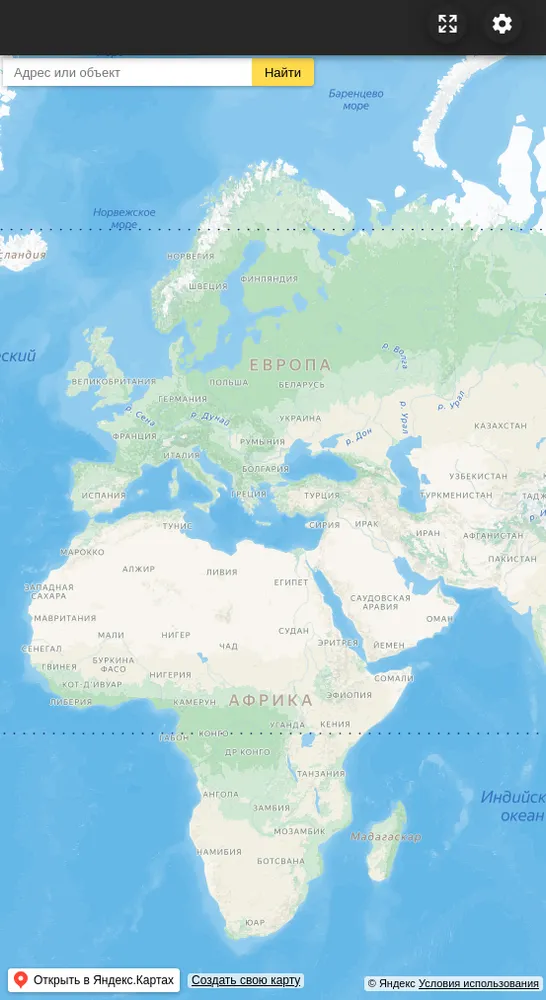 Адрес или объект
Найти
Баренцево
море
Норвежское
море
сландия
НОРВЕГИЯ
ШВЕЦИЯ
ФИНЛЯНДИЯ
еский
ЕВРОПА
р. Волга
ВЕЛИКОБРИТАНИЯ
ПОЛЬША
БЕЛАРУСЬ
ГЕРМАНИЯ
р. Сена
р. Дунай
УКРАИНА
р. Дон
р. Урал
р. Урал
КАЗАХСТАН
ФРАНЦИЯ
РУМЫНИЯ
ИТАЛИЯ
БОЛГАРИЯ
УЗБЕКИСТАН
ИСПАНИЯ
ГРЕЦИЯ
ТУРЦИЯ
ТУРКМЕНИСТАН
ТАДЖ
ТУНИС
СИРИЯ
ИРАК
ИРАН
АФГАНИСТАН
МАРОККО
ПАКИСТАН
АЛЖИР
ЛИВИЯ
ЕГИПЕТ
ЗАПАДНАЯ
САХАРА
САУДОВСКАЯ
АРАВИЯ
МАВРИТАНИЯ
ОМАН
МАЛИ
НИГЕР
СУДАН
ЧАД
ЭРИТРЕЯ
ЙЕМЕН
СЕНЕГАЛ
ГВИНЕЯ
БУРКИНА
ФАСО
НИГЕРИЯ
СОМАЛИ
КОТ-Д'ИВУАР
ЭФИОПИЯ
ЛИБЕРИЯ
КАМЕРУН
АФРИКА
УГАНДА
КЕНИЯ
ГАБОН
КОНГО
ДР КОНГО
ТАНЗАНИЯ
АНГОЛА
ЗАМБИЯ
Индийск
океан
МОЗАМБИК
Мадагаскар
НАМИБИЯ
БОТСВАНА
ЮАР
Открыть в Яндекс.Картах
Создать свою карту
© Яндекс Условия использования